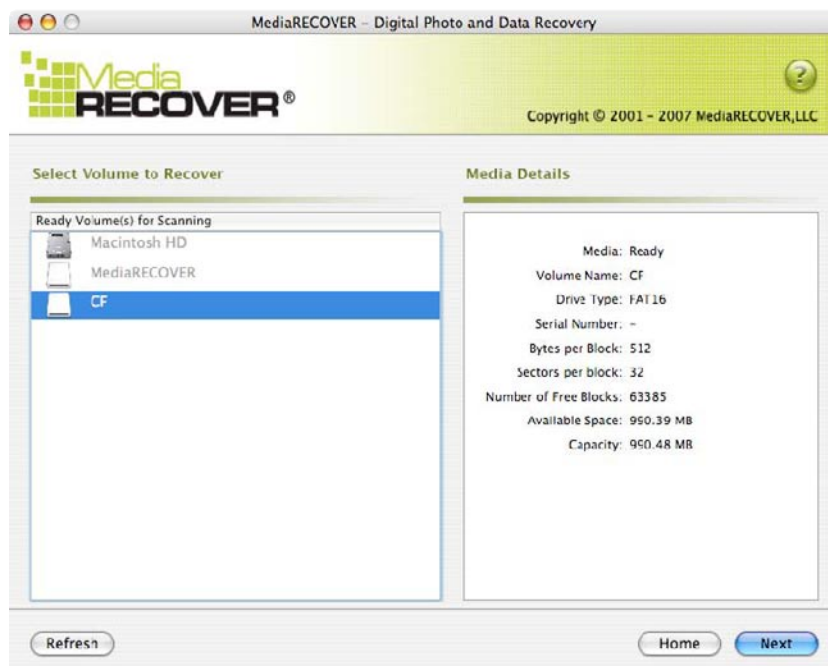 MediaRECOVER – Digital Photo and Data Recovery
Media
RECOVER®
?
Copyright © 2001 – 2007 MediaRECOVER,LLC
Select Volume to Recover
Ready Volume(s) for Scanning
Macintosh HD
MediaRECOVER
CF
Media Details
Media: Ready
Volume Name: CF
Drive Type: FAT16
Serial Number: –
Bytes per Block: 512
Sectors per block: 32
Number of Free Blocks: 63385
Available Space: 990.39 MB
Capacity: 990.48 MB
Refresh
Home
Next